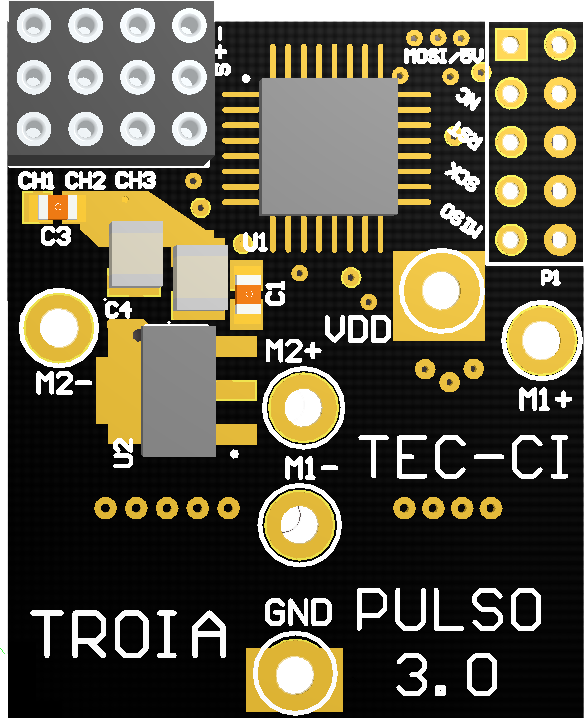 S+-
MOSI/5V
NC
RST
SCK
MISO
CH1 CH2 CH3
C3
U1
P1
C1
C4
VDD
M2-
M2+
M1+
U2
M1-
TEC-CI
GND
PULSO
TROIA
3.0